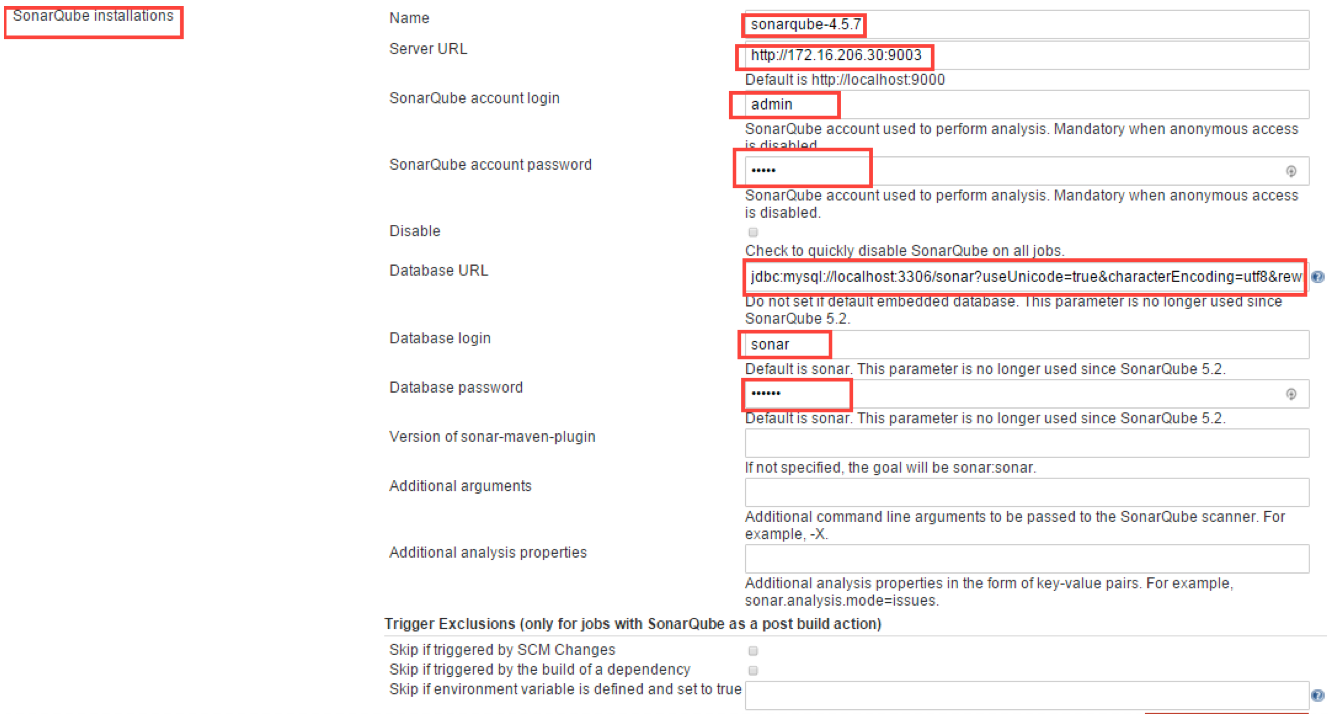 SonarQube installations
Name
sonarqube-4.5.7
Server URL
http://172.16.206.30:9003
Default is http://localhost:9000
SonarQube account login
admin
SonarQube account used to perform analysis. Mandatory when anonymous access
is disabled.
SonarQube account password
•••••
SonarQube account used to perform analysis. Mandatory when anonymous access
is disabled.
Disable
Check to quickly disable SonarQube on all jobs.
Database URL
jdbc:mysql://localhost:3306/sonar?useUnicode=true&characterEncoding=utf8&rew
Do not set if default embedded database. This parameter is no longer used since
SonarQube 5.2.
Database login
sonar
Default is sonar. This parameter is no longer used since SonarQube 5.2.
Database password
••••••
Default is sonar. This parameter is no longer used since SonarQube 5.2.
Version of sonar-maven-plugin
If not specified, the goal will be sonar:sonar.
Additional arguments
Additional command line arguments to be passed to the SonarQube scanner. For
example, -X.
Additional analysis properties
Additional analysis properties in the form of key-value pairs. For example,
sonar.analysis.mode=issues.
Trigger Exclusions (only for jobs with SonarQube as a post build action)
Skip if triggered by SCM Changes
Skip if triggered by the build of a dependency
Skip if environment variable is defined and set to true